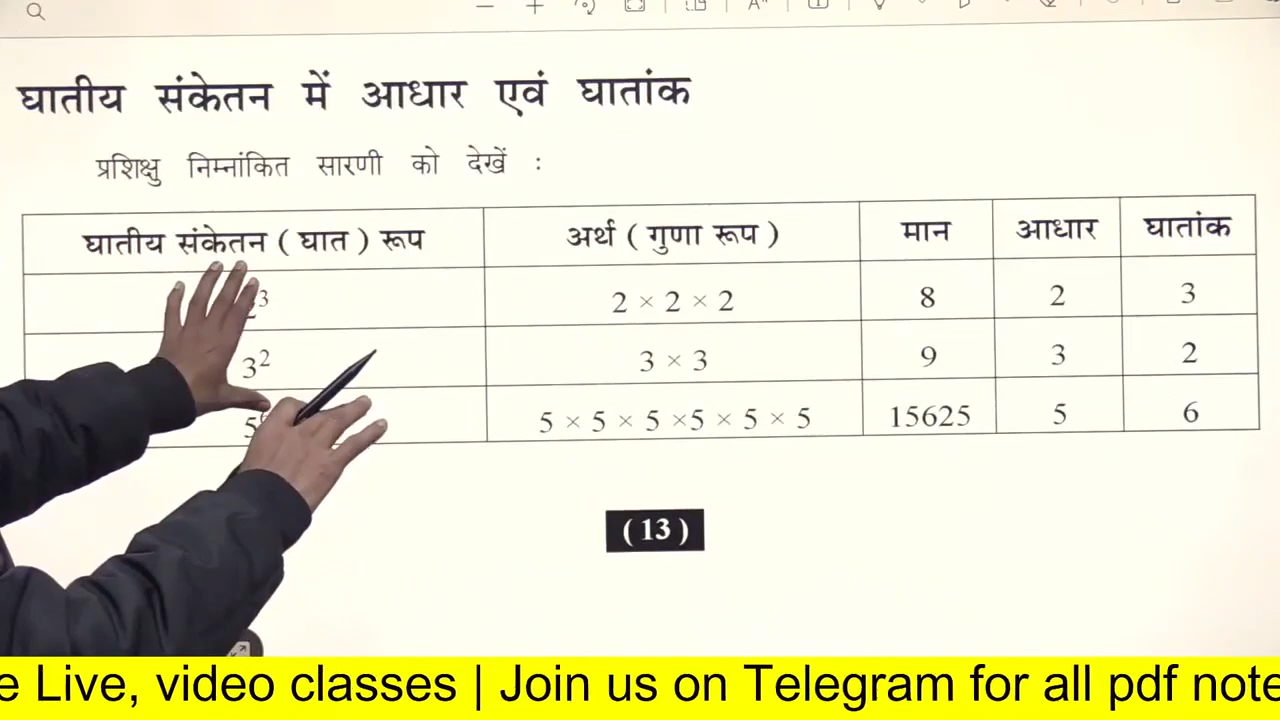 घातीय संकेतन में आधार एवं घातांक
प्रशिक्षु निम्नांकित सारणी को देखें :
घातीय संकेतन ( घात ) रूप अर्थ ( गुणा रूप ) मान आधार घातांक
³ 2 × 2 × 2 8 2 3
3² 3 × 3 9 3 2
5 5 × 5 × 5 ×5 × 5 × 5 15625 5 6
( 13 )
Live, video classes | Join us on Telegram for all pdf note